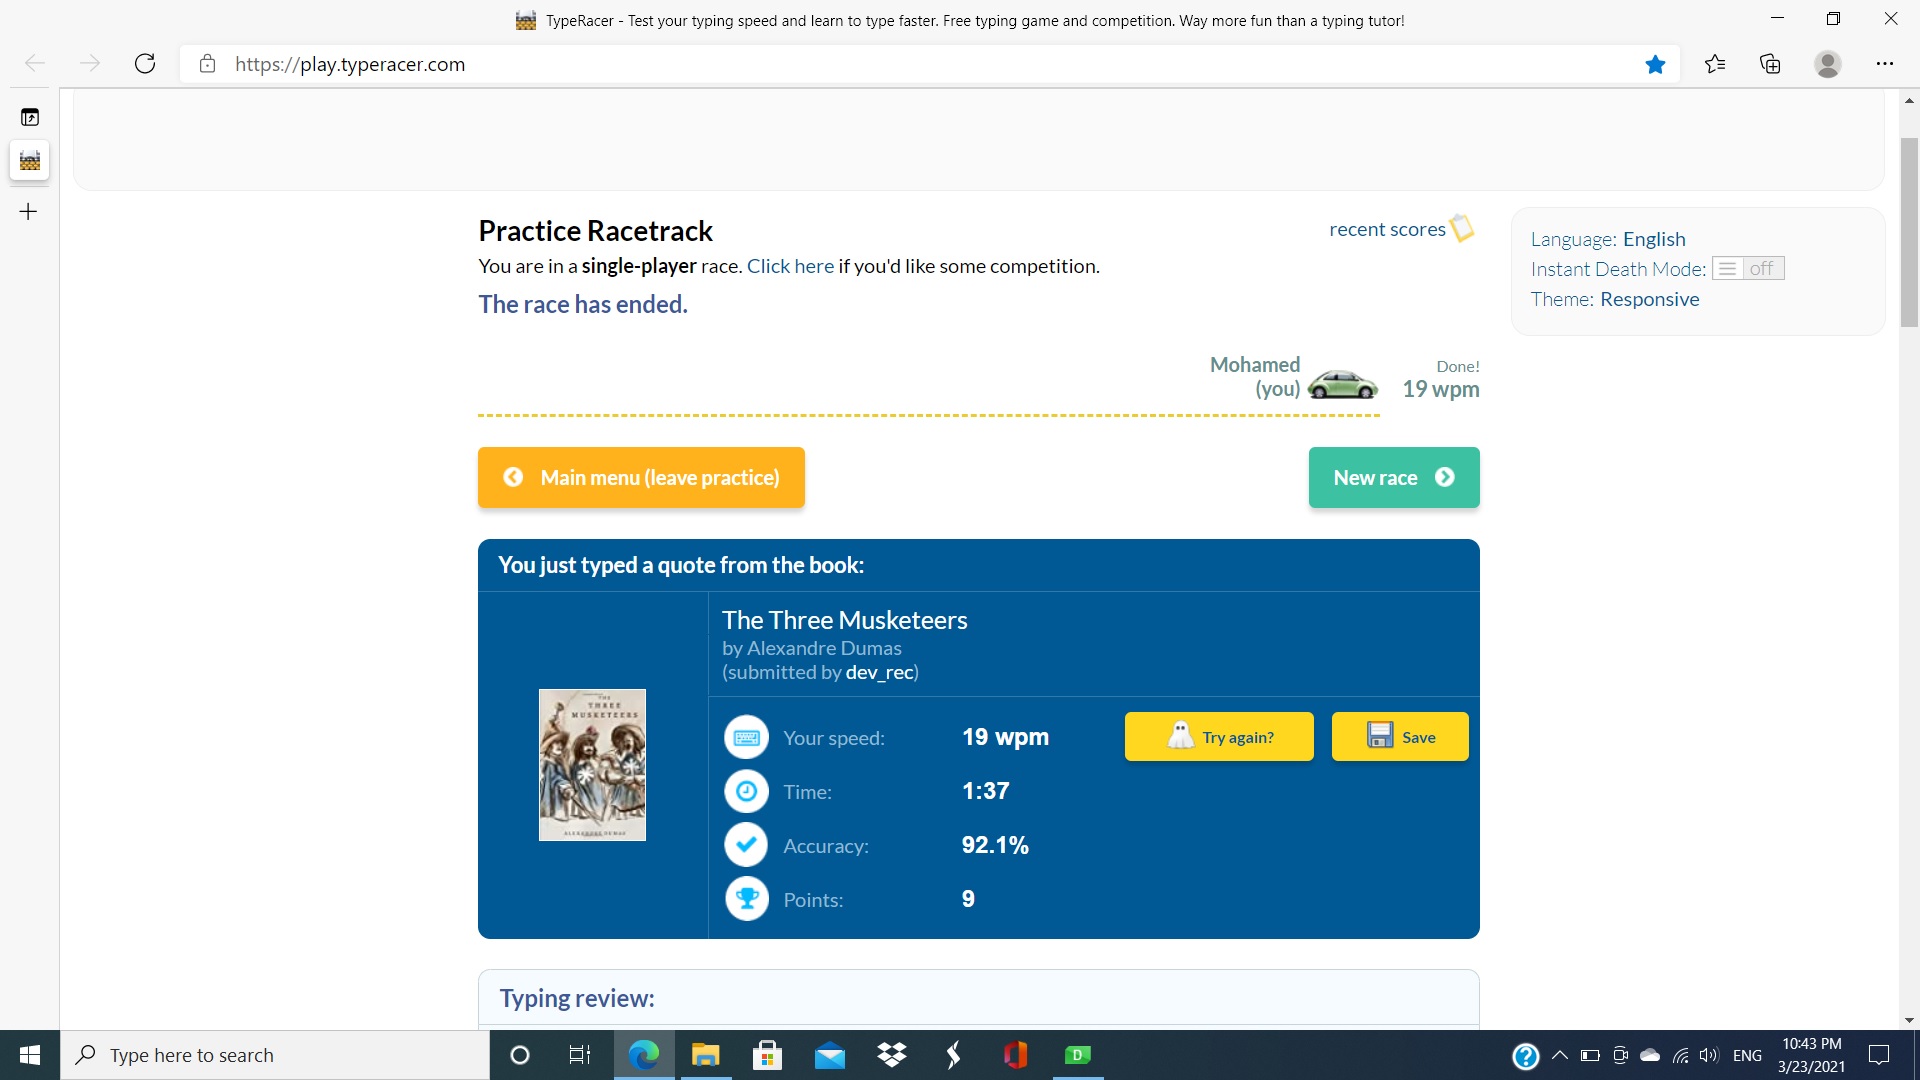 TypeRacer - Test your typing speed and learn to type faster. Free typing game and competition. Way more fun than a typing tutor!
https://play.typeracer.com
Practice Racetrack
recent scores
You are in a single-player race. Click here if you'd like some competition.
The race has ended.
Language: English
Instant Death Mode: off
Theme: Responsive
Mohamed
(you)
Done!
19 wpm
Main menu (leave practice)
New race
You just typed a quote from the book:
The Three Musketeers
by Alexandre Dumas
(submitted by dev_rec)
THE
THREE
MUSKETEERS
ALEXANDRE DUMAS
Your speed: 19 wpm
Try again?
Save
Time: 1:37
Accuracy: 92.1%
Points: 9
Typing review:
Type here to search
D
ENG
10:43 PM
3/23/2021